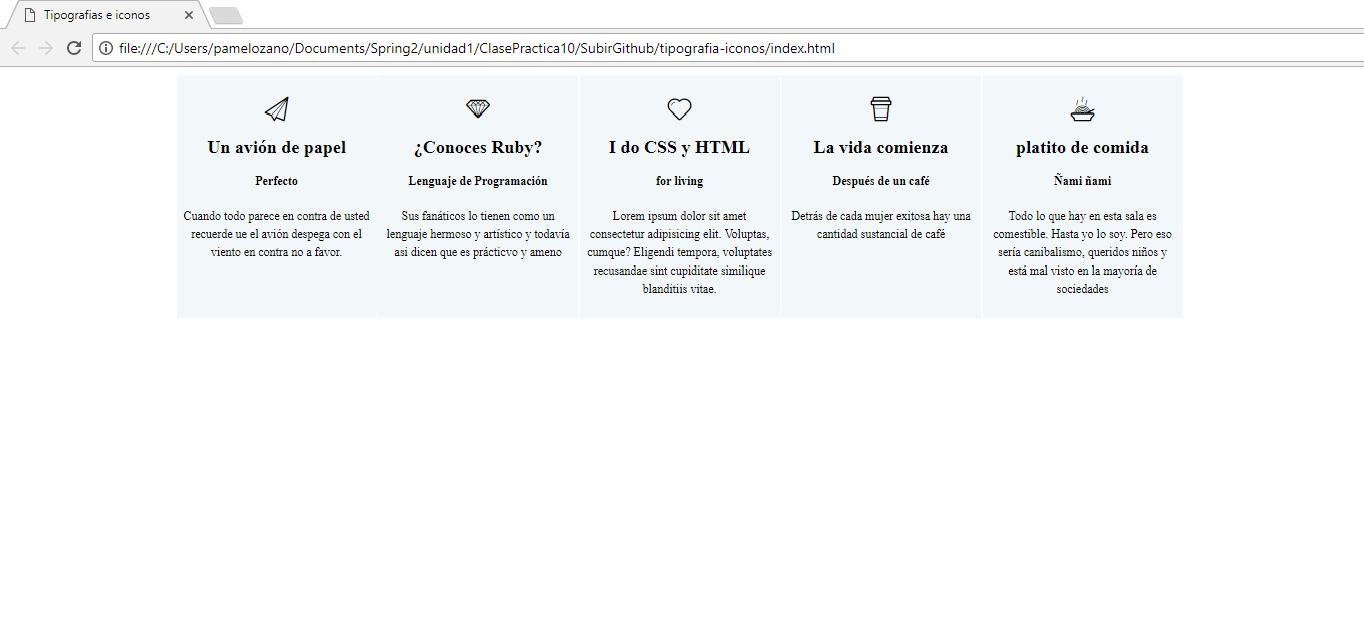 Tipografias e iconos
file:///C:/Users/pamelozano/Documents/Spring2/unidad1/ClasePractica10/SubirGithub/tipografia-iconos/index.html
Un avión de papel
Perfecto
Cuando todo parece en contra de usted
recuerde ue el avión despega con el
viento en contra no a favor.
¿Conoces Ruby?
Lenguaje de Programación
Sus fanáticos lo tienen como un
lenguaje hermoso y artístico y todavía
asi dicen que es prácticvo y ameno
I do CSS y HTML
for living
Lorem ipsum dolor sit amet
consectetur adipisicing elit. Voluptas,
cumque? Eligendi tempora, voluptates
recusandae sint cupiditate similique
blanditiis vitae.
La vida comienza
Después de un café
Detrás de cada mujer exitosa hay una
cantidad sustancial de café
platito de comida
Ñami ñami
Todo lo que hay en esta sala es
comestible. Hasta yo lo soy. Pero eso
sería canibalismo, queridos niños y
está mal visto en la mayoría de
sociedades